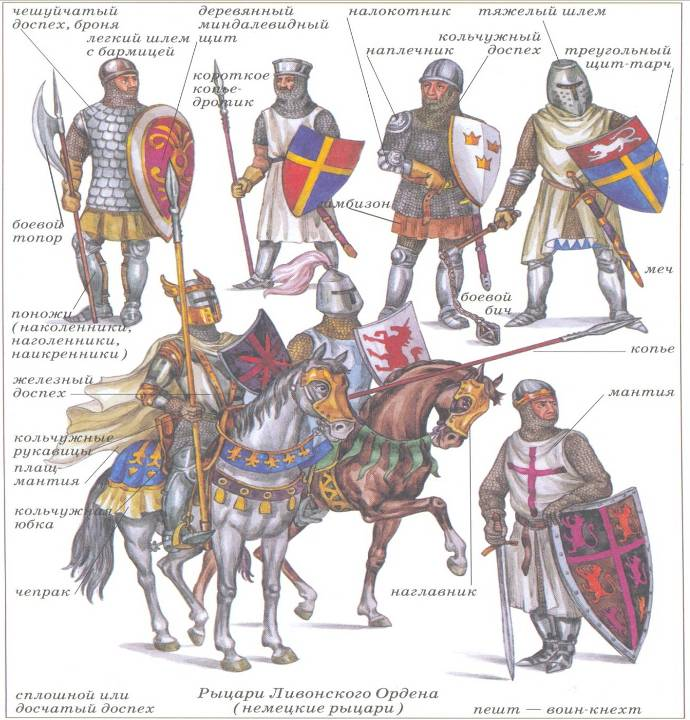 чешуйчатый
доспех, броня
легкий шлем
с бармицей
деревянный
миндалевидный
щит
короткое
копье-
дротик
налокотник
наплечник
кольчужный
доспех
тяжелый шлем
треугольный
щит-тарч
гамбизон
боевой
топор
боевой
бич
меч
поножи
(наколенники,
наголенники,
наикренники)
копье
железный
доспех
мантия
кольчужные
рукавицы
плащ-
мантия
кольчужная
юбка
чепрак
наглавник
сплошной или
досчатый доспех
Рыцари Ливонского Ордена
(немецкие рыцари)
пешт — воин-кнехт